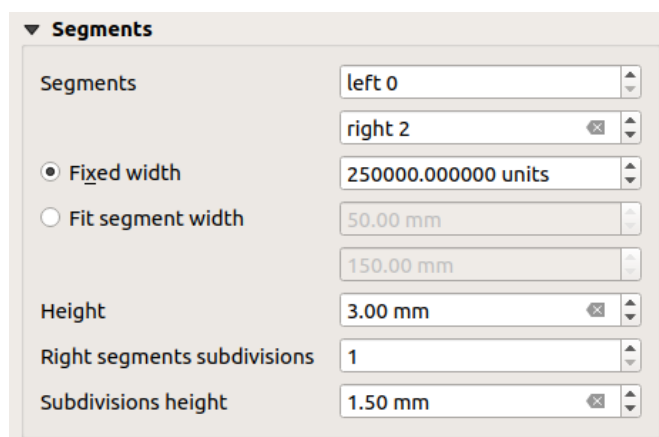 Segments
Segments left 0
right 2
Fixed width 250000.000000 units
Fit segment width 50.00 mm
150.00 mm
Height 3.00 mm
Right segments subdivisions 1
Subdivisions height 1.50 mm